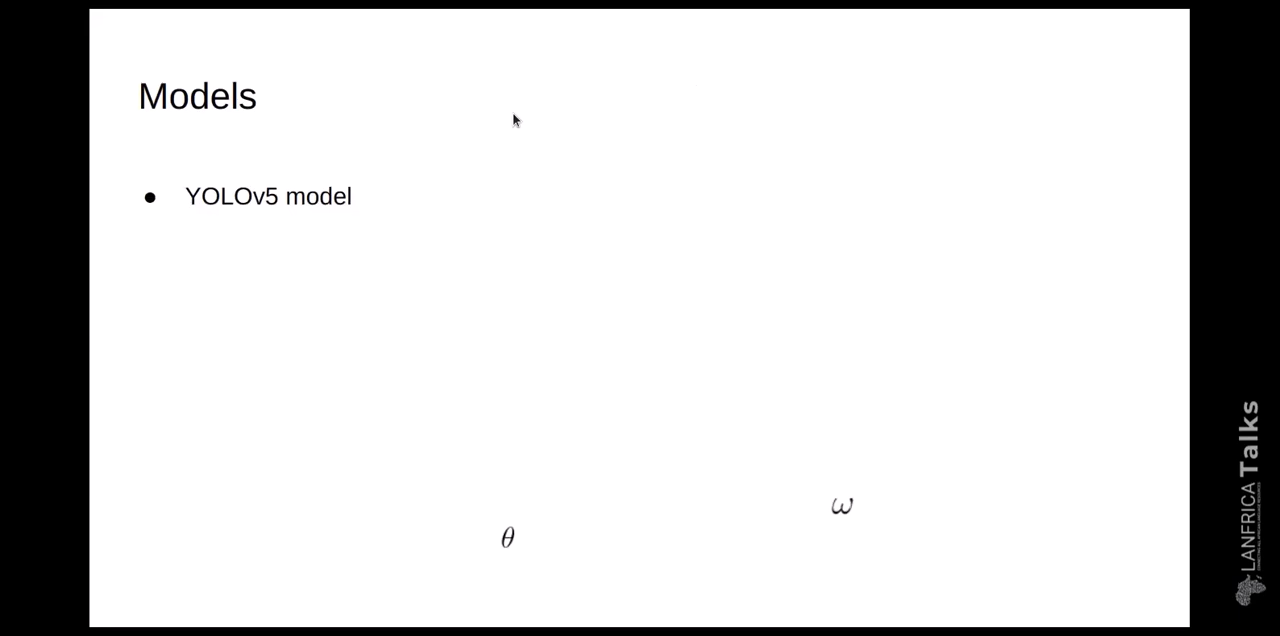 Models
● YOLOv5 model
ω
θ
LANFRICA Talks